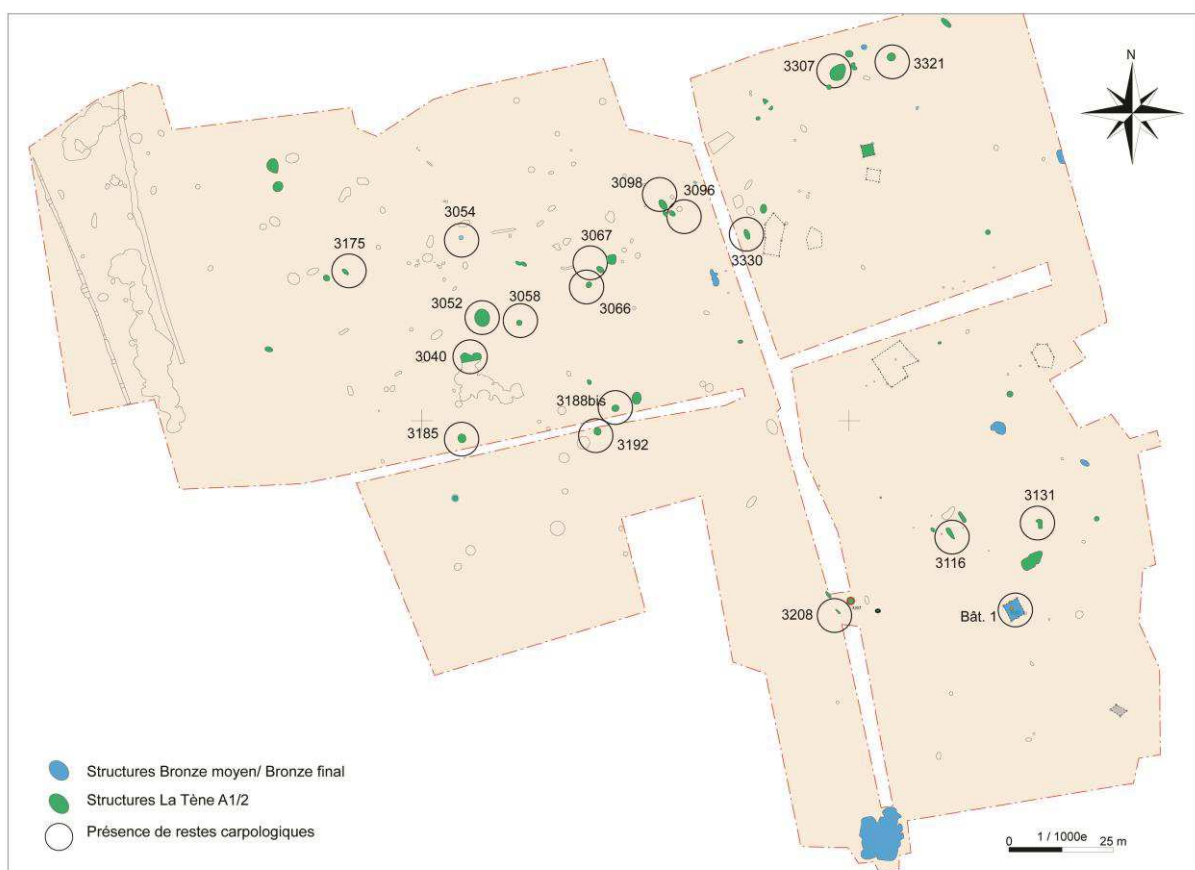 N
3307
3321
3098
3096
3054
3067
3175
3330
3052
3058
3066
3040
3188bis
3185
3192
3131
3116
3208
Bât. 1
Structures Bronze moyen/ Bronze final
Structures La Tène A1/2
Présence de restes carpologiques
1 / 1000e
0
25 m